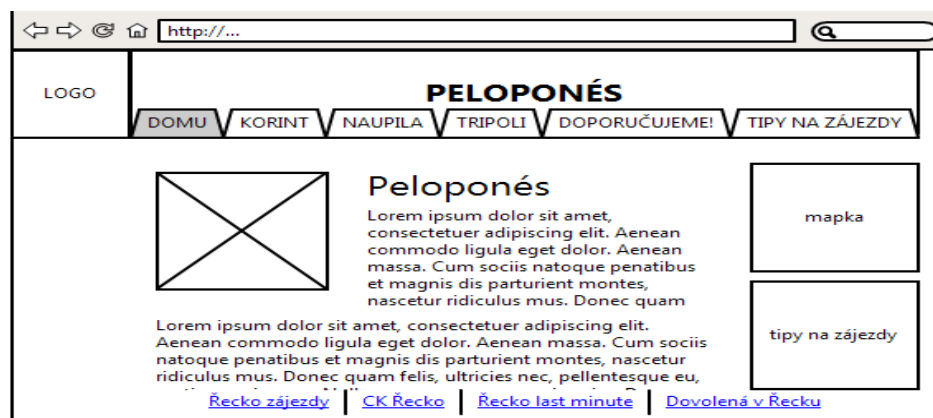 http://...
LOGO
PELOPONÉS
DOMU KORINT NAUPILA TRIPOLI DOPORUČUJEME! TIPY NA ZÁJEZDY
Peloponés
Lorem ipsum dolor sit amet,
consectetuer adipiscing elit. Aenean
commodo ligula eget dolor. Aenean
massa. Cum sociis natoque penatibus
et magnis dis parturient montes,
nascetur ridiculus mus. Donec quam
Lorem ipsum dolor sit amet, consectetuer adipiscing elit.
Aenean commodo ligula eget dolor. Aenean massa. Cum sociis
natoque penatibus et magnis dis parturient montes, nascetur
ridiculus mus. Donec quam felis, ultricies nec, pellentesque eu,
mapka
tipy na zájezdy
Řecko zájezdy CK Řecko Řecko last minute Dovolená v Řecku